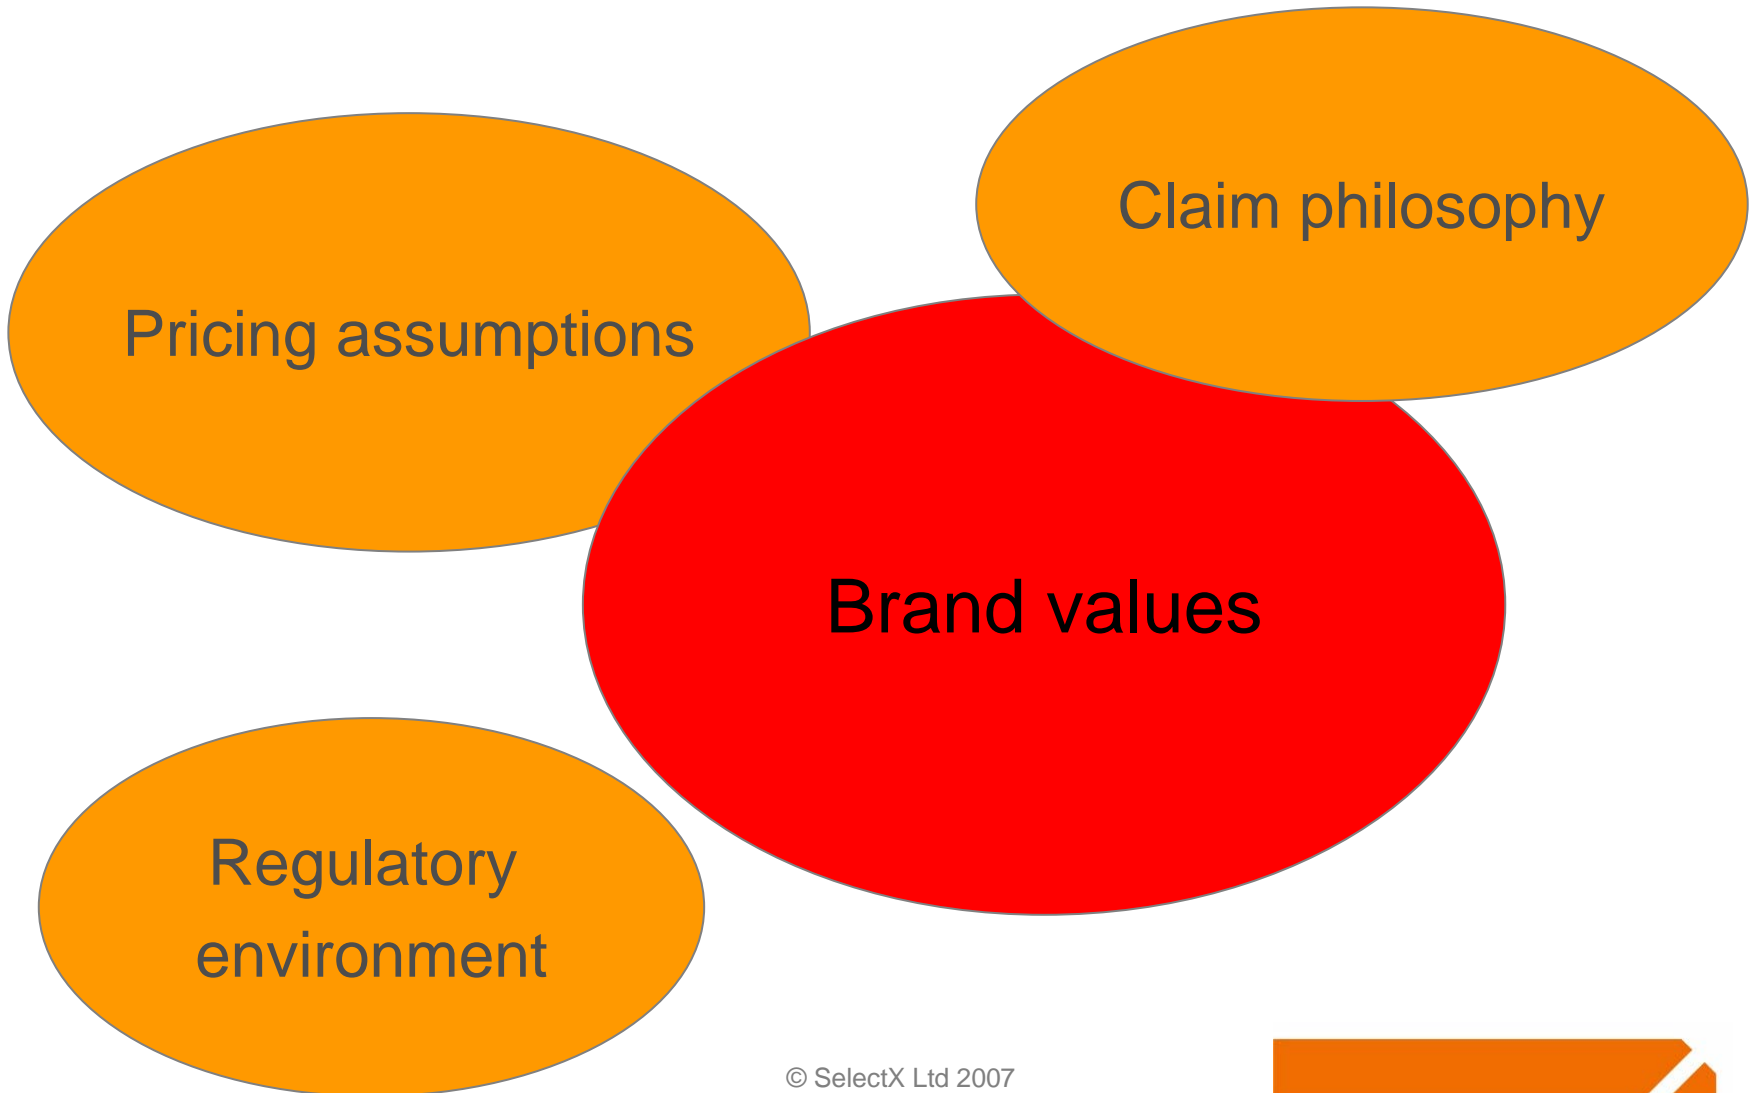 Claim philosophy
Pricing assumptions
Brand values
Regulatory
environment
© SelectX Ltd 2007